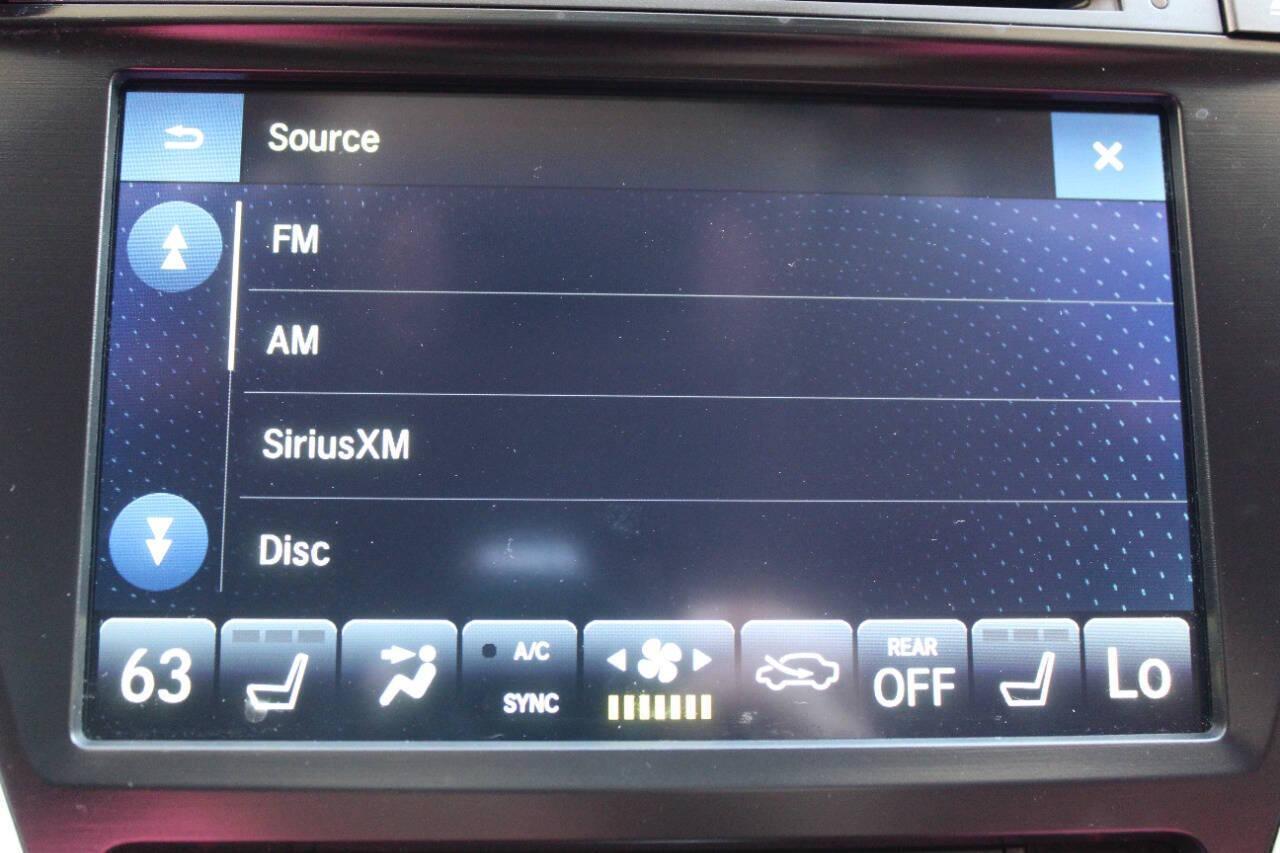 Source
FM
AM
SiriusXM
Disc
63
A/C
SYNC
REAR
OFF
Lo